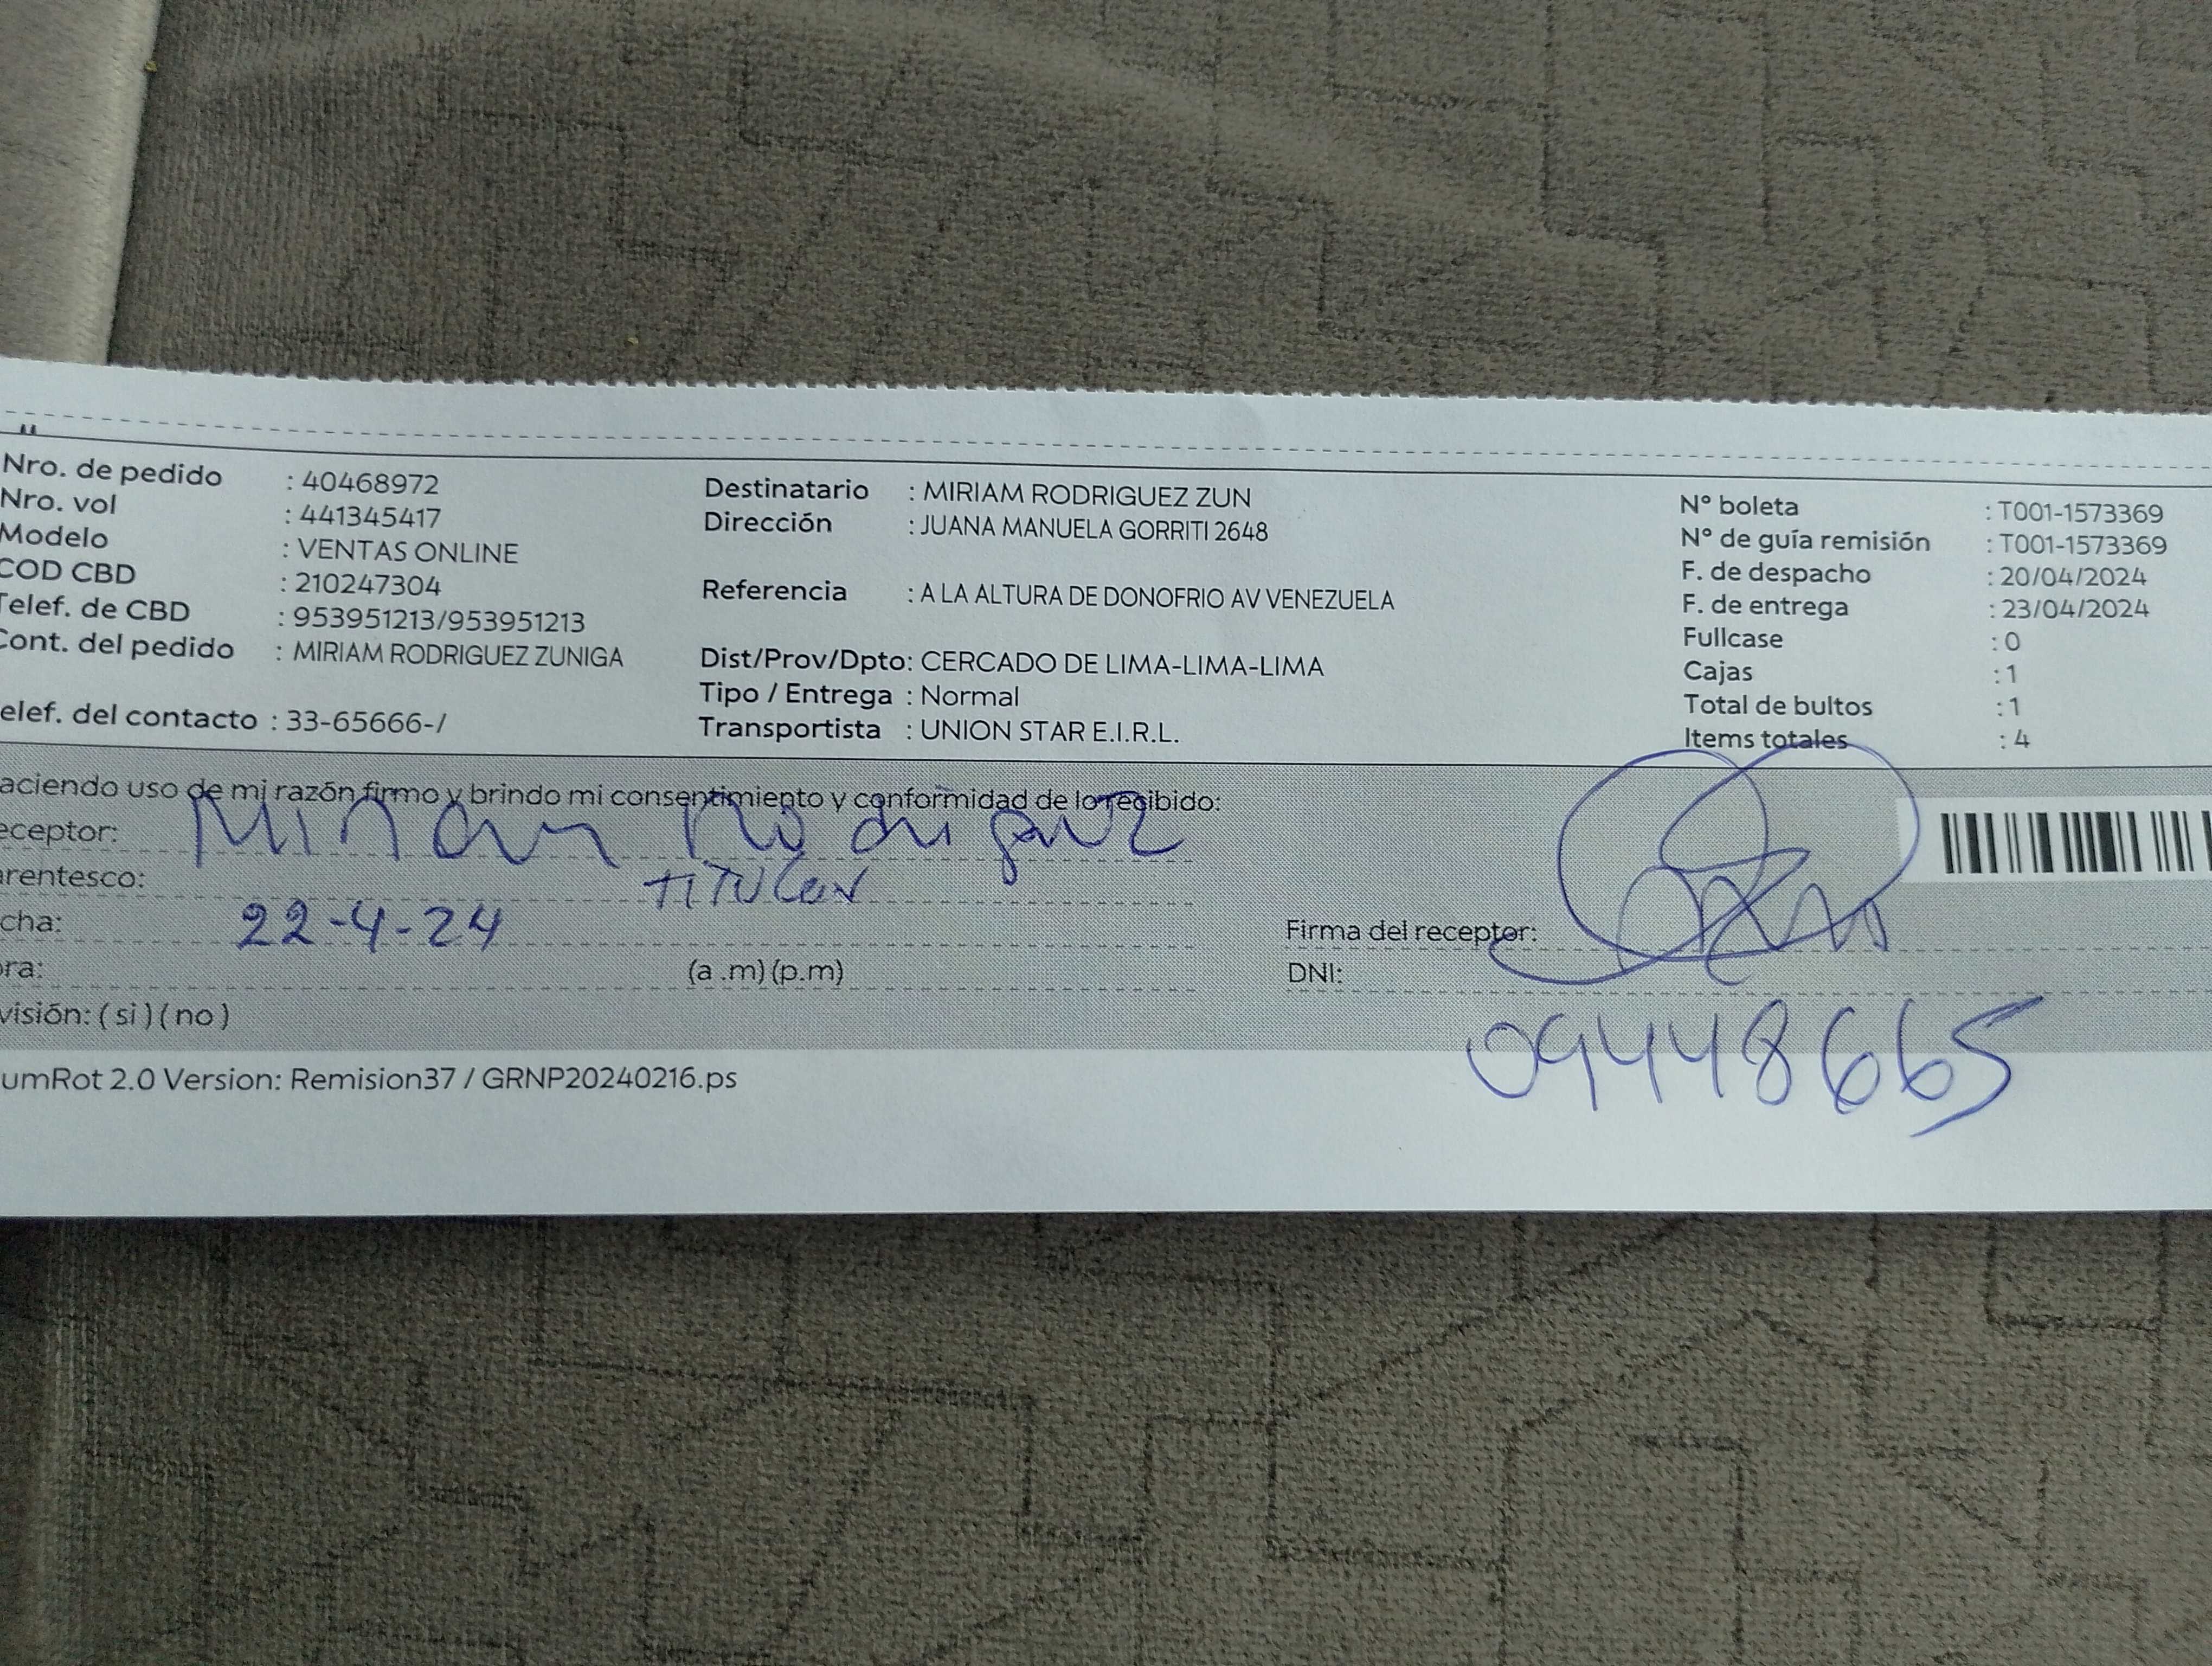 Nro. de pedido : 40468972
Nro. vol : 441345417
Modelo : VENTAS ONLINE
COD CBD : 210247304
Telef. de CBD : 953951213/953951213
Cont. del pedido : MIRIAM RODRIGUEZ ZUNIGA
elef. del contacto : 33-65666-/
Destinatario : MIRIAM RODRIGUEZ ZUN
Dirección : JUANA MANUELA GORRITI 2648
Referencia : A LA ALTURA DE DONOFRIO AV VENEZUELA
Dist/Prov/Dpto: CERCADO DE LIMA-LIMA-LIMA
Tipo / Entrega : Normal
Transportista : UNION STAR E.I.R.L.
N° boleta : T001-1573369
N° de guía remisión : T001-1573369
F. de despacho : 20/04/2024
F. de entrega : 23/04/2024
Fullcase : 0
Cajas : 1
Total de bultos : 1
Items totales : 4
aciendo uso de mi razón firmo y brindo mi consentimiento y conformidad de lo recibido:
eceptor: Miriam Rodriguez
arentesco: TITULar
cha: 22-4-24
ora: (a .m) (p.m)
visión: ( si ) ( no )
Firma del receptor:
DNI: 09448665
umRot 2.0 Version: Remision37 / GRNP20240216.ps